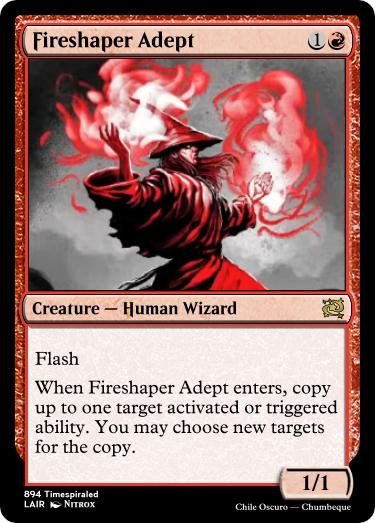 Fireshaper Adept 1
Creature — Human Wizard
Flash
When Fireshaper Adept enters, copy
up to one target activated or triggered
ability. You may choose new targets
for the copy.
1/1
894 Timespiraled
LAIR Nitrox
Chile Oscuro — Chumbeque